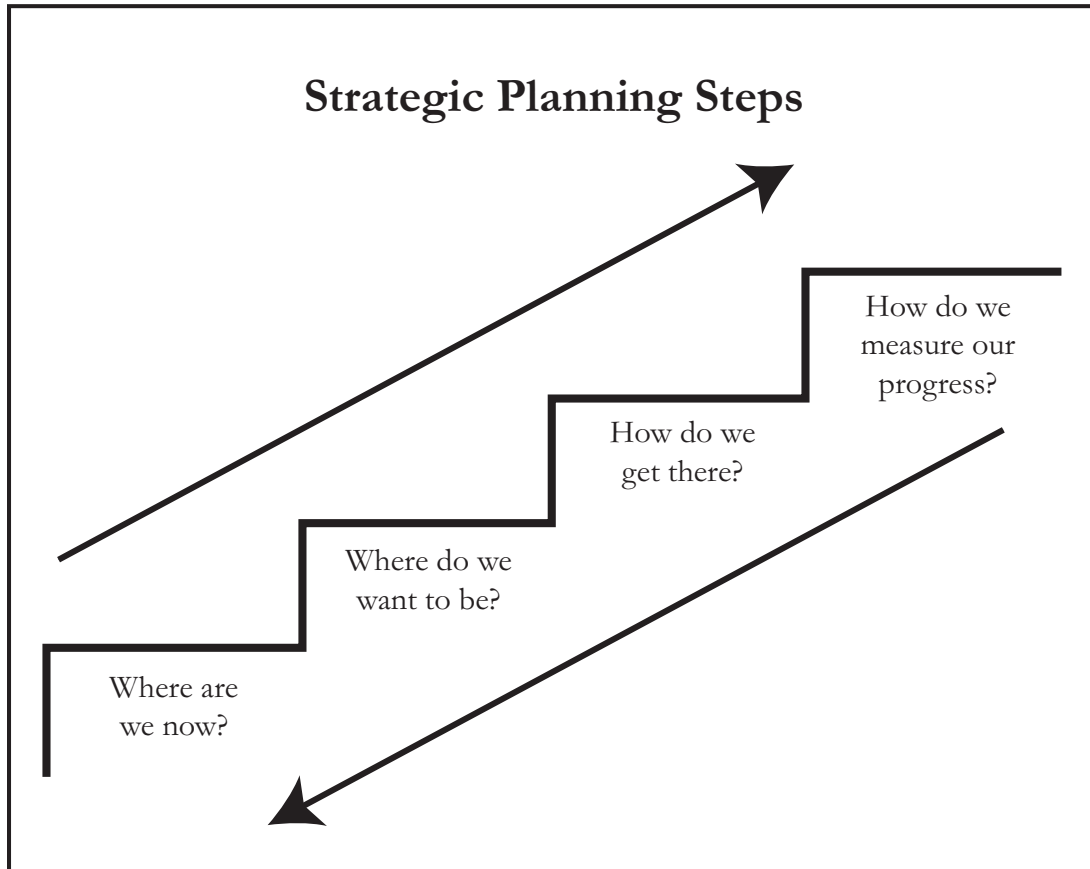 Strategic Planning Steps
How do we
measure our
progress?
How do we
get there?
Where do we
want to be?
Where are
we now?